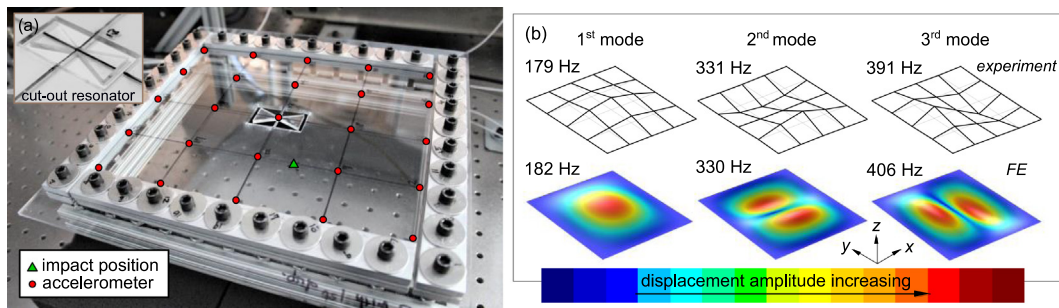 (a)
cut-out resonator
impact position
accelerometer
(b)
1st mode 2nd mode 3rd mode
179 Hz 331 Hz 391 Hz experiment
182 Hz 330 Hz 406 Hz FE
z
y x
displacement amplitude increasing